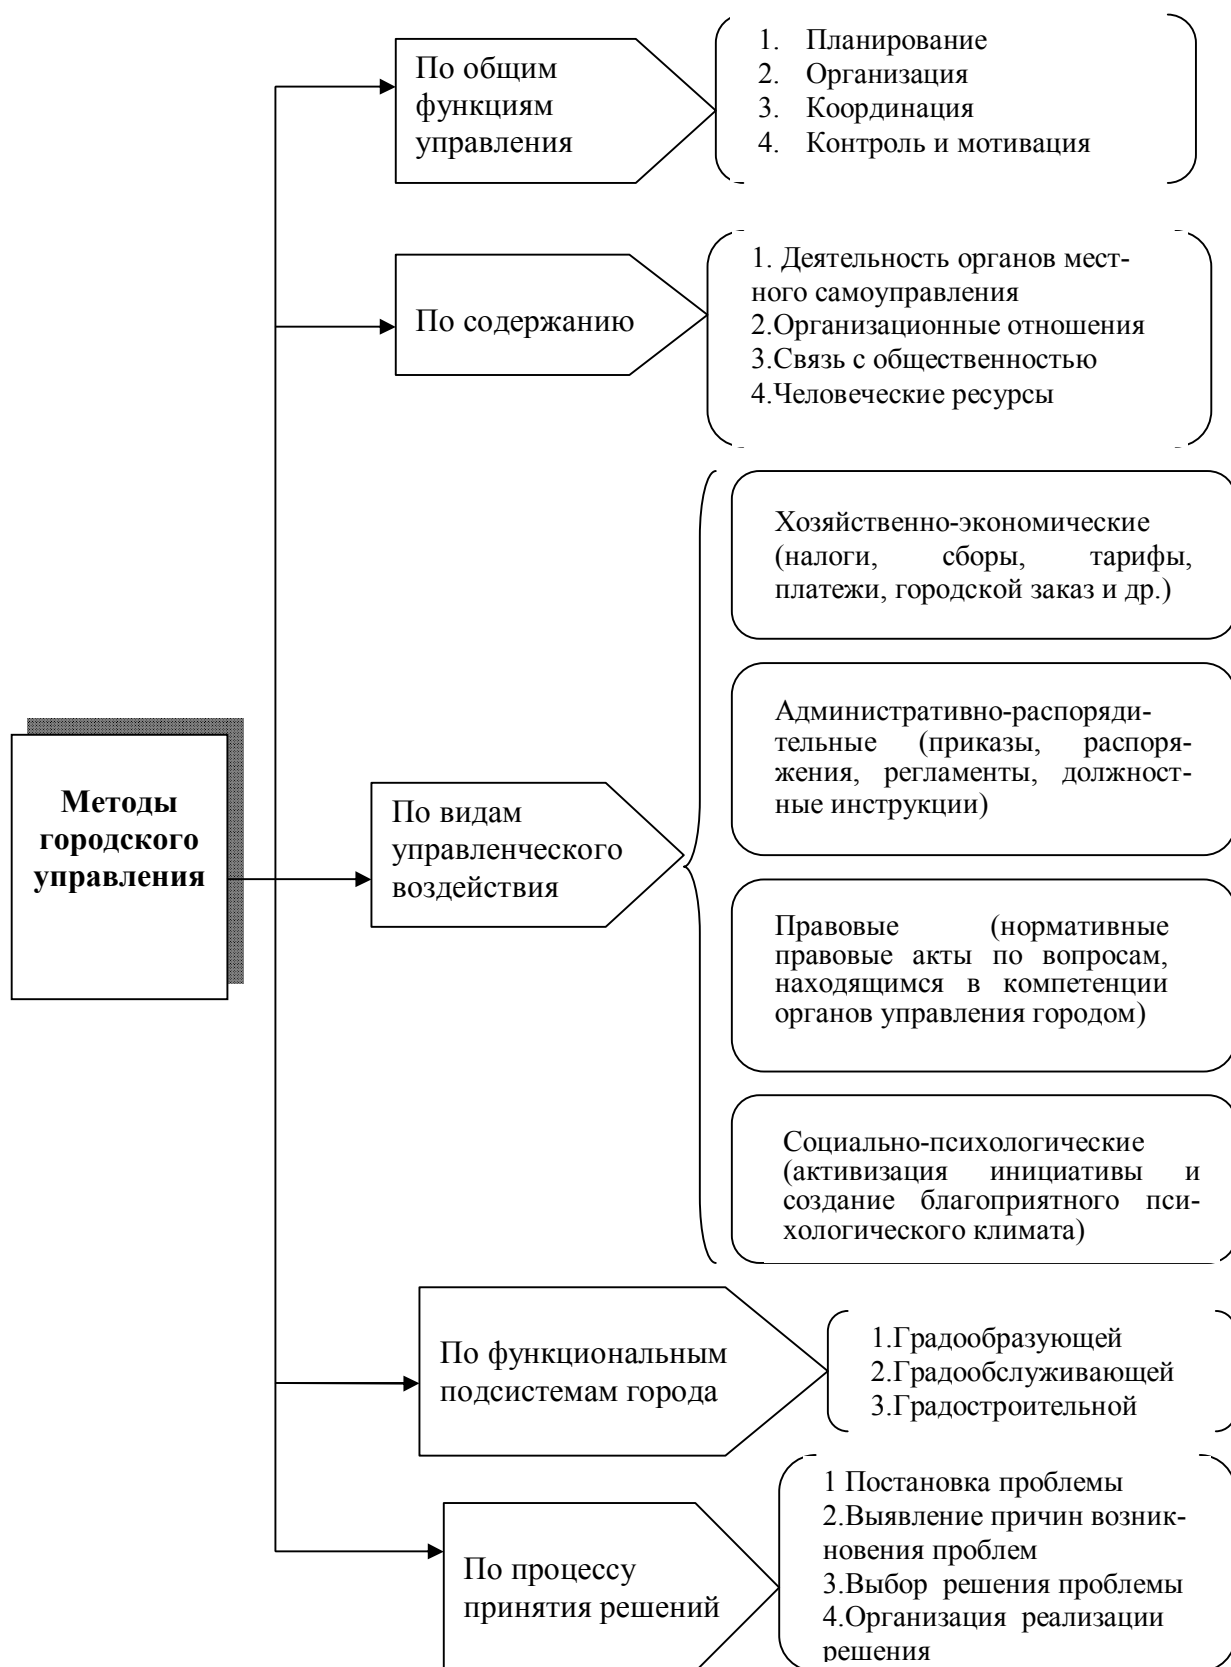 По общим
функциям
управления
1. Планирование
2. Организация
3. Координация
4. Контроль и мотивация
По содержанию
1. Деятельность органов мест-
ного самоуправления
2.Организационные отношения
3.Связь с общественностью
4.Человеческие ресурсы
Методы
городского
управления
По видам
управленческого
воздействия
Хозяйственно-экономические
(налоги, сборы, тарифы,
платежи, городской заказ и др.)
Административно-распоряди-
тельные (приказы, распоря-
жения, регламенты, должност-
ные инструкции)
Правовые (нормативные
правовые акты по вопросам,
находящимся в компетенции
органов управления городом)
Социально-психологические
(активизация инициативы и
создание благоприятного пси-
хологического климата)
По функциональным
подсистемам города
1.Градообразующей
2.Градообслуживающей
3.Градостроительной
По процессу
принятия решений
1 Постановка проблемы
2.Выявление причин возник-
новения проблем
3.Выбор решения проблемы
4.Организация реализации
решения